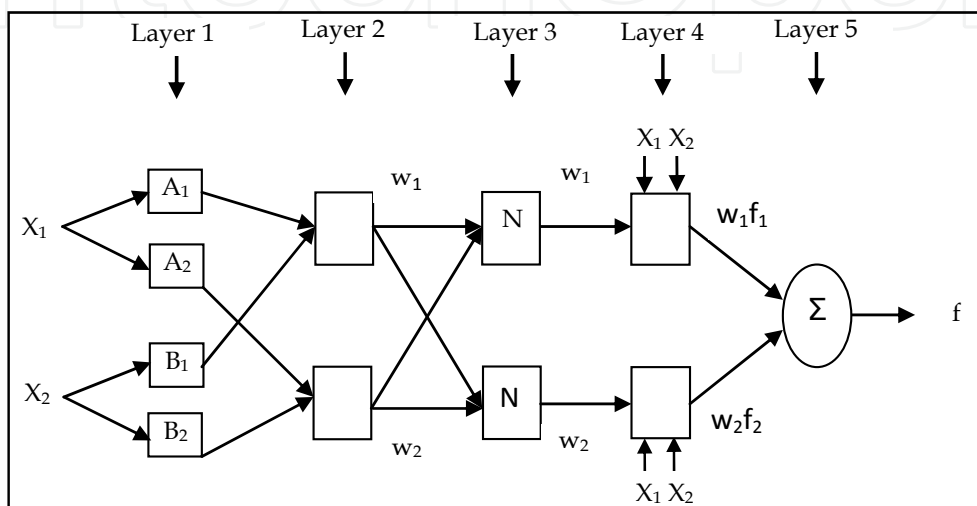 Layer 1 Layer 2 Layer 3 Layer 4 Layer 5
X₁ X₂
A₁ w₁ w₁
X₁ N w₁f₁
A₂
Σ f
B₁
X₂ N w₂f₂
B₂ w₂ w₂
X₁ X₂